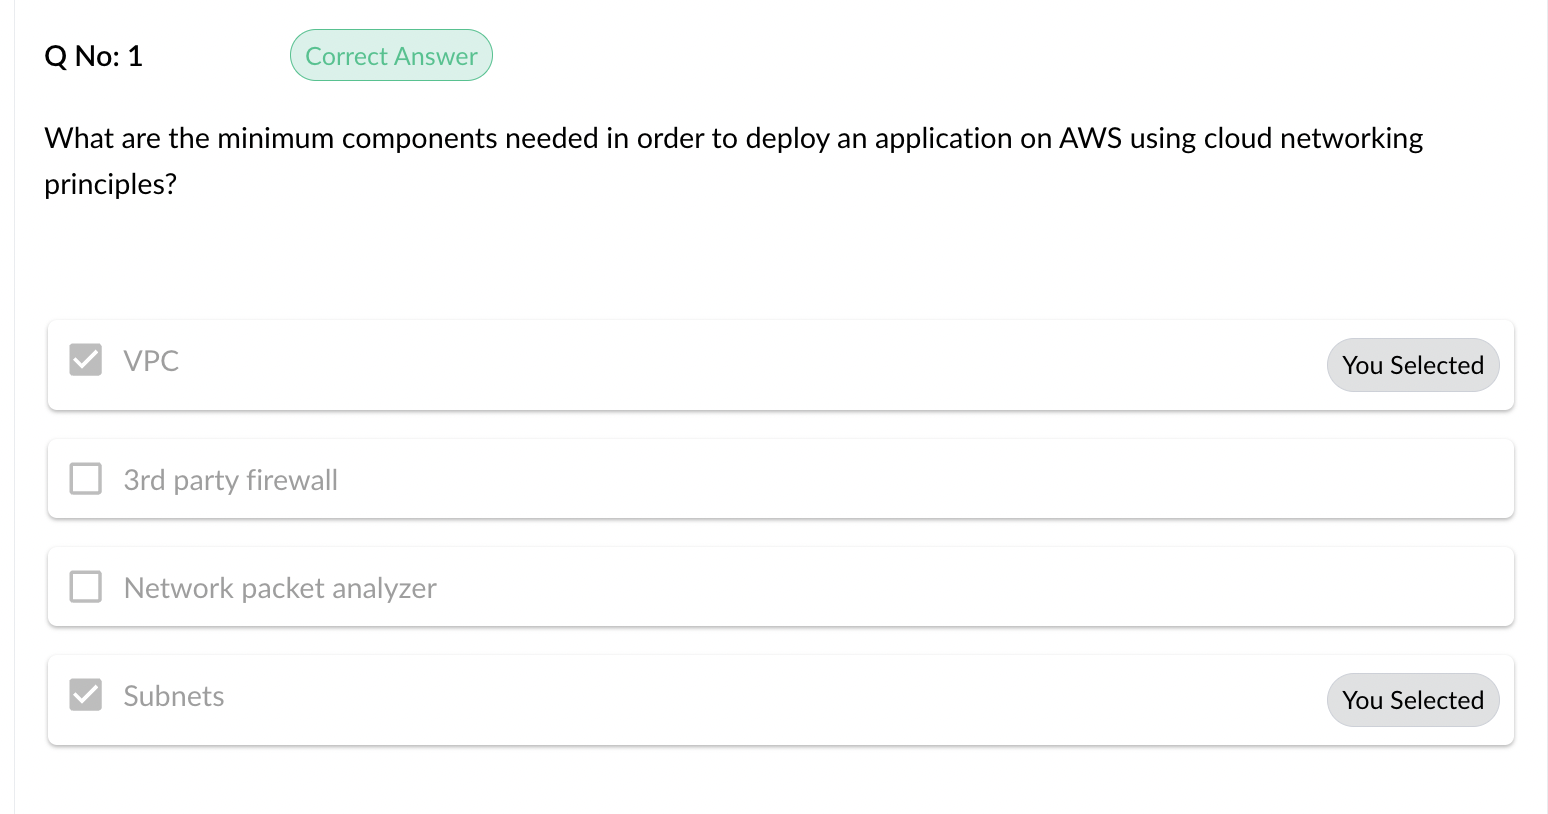 Q No: 1
Correct Answer
What are the minimum components needed in order to deploy an application on AWS using cloud networking
principles?
VPC
You Selected
3rd party firewall
Network packet analyzer
Subnets
You Selected